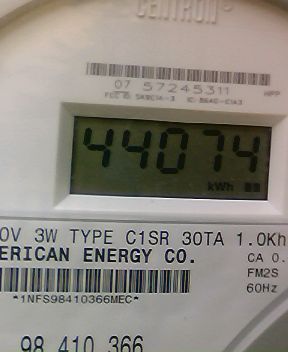 CENTRON®
07 57245311
44074
kWh
0V 3W TYPE C1SR 30TA 1.0Kh
ERICAN ENERGY CO.
CA 0.
FM2S
60Hz
*1NFS98410366MEC*
98 410 366